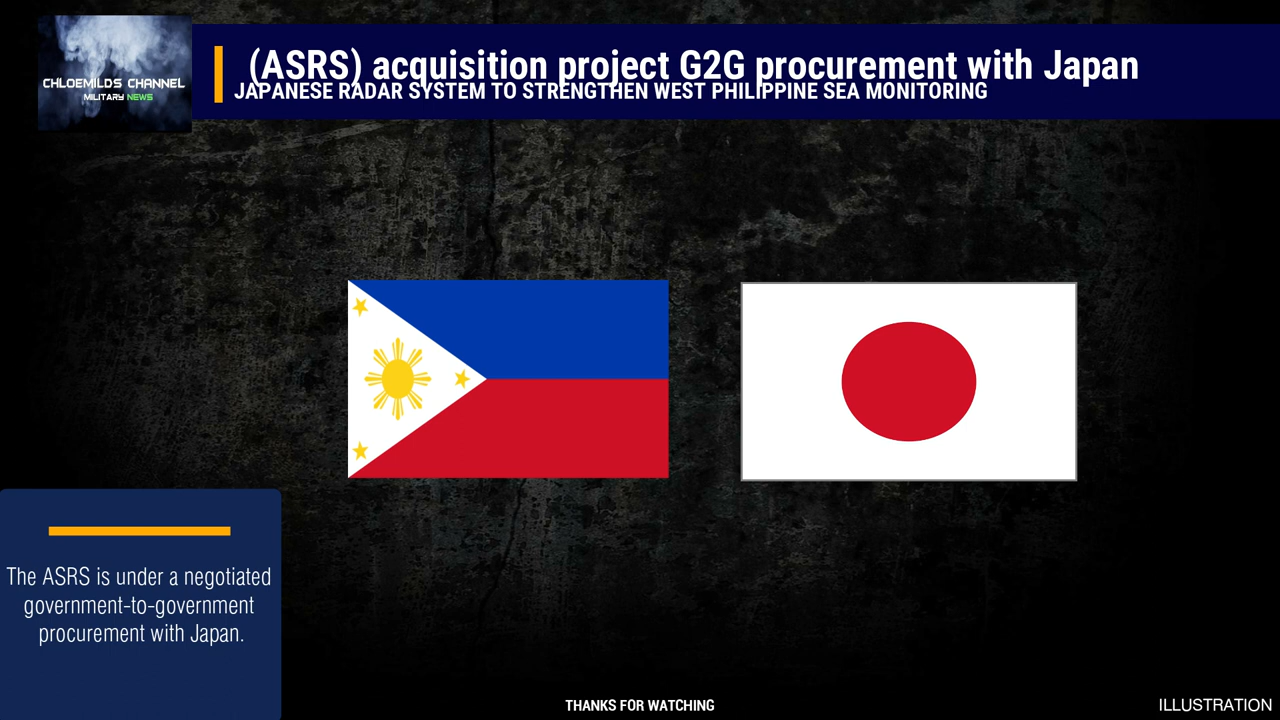 CHLOEMILDS CHANNEL
MILITARY NEWS
(ASRS) acquisition project G2G procurement with Japan
JAPANESE RADAR SYSTEM TO STRENGTHEN WEST PHILIPPINE SEA MONITORING
The ASRS is under a negotiated
government-to-government
procurement with Japan.
THANKS FOR WATCHING
ILLUSTRATION